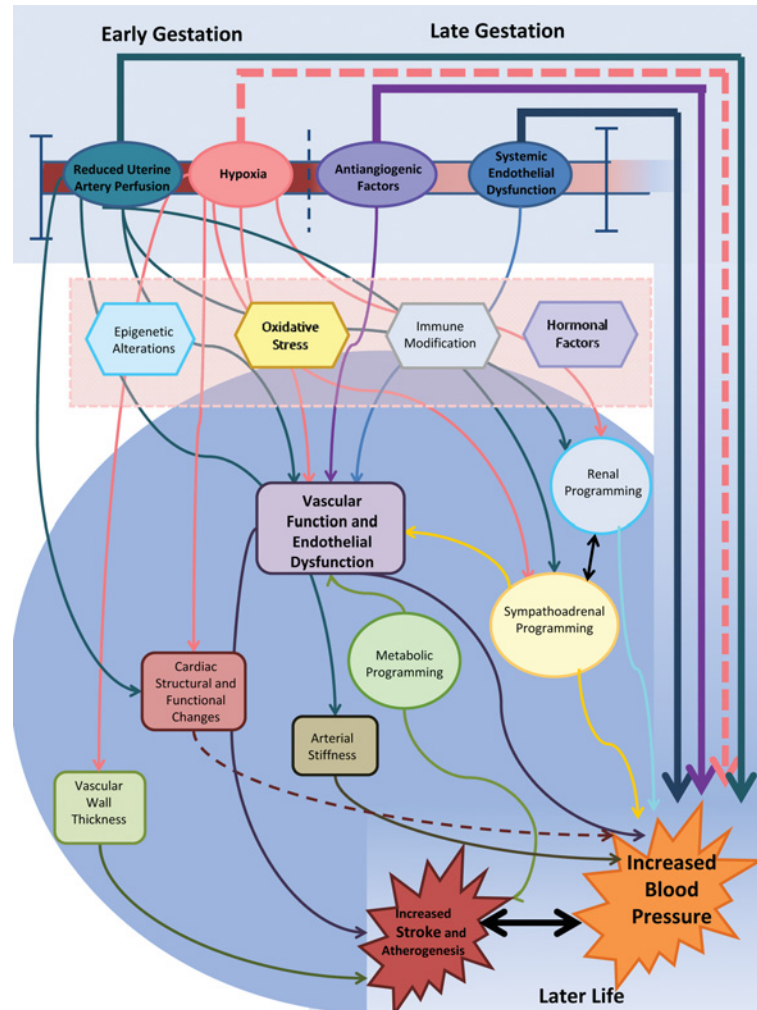 Early Gestation
Late Gestation
Reduced Uterine
Artery Perfusion
Hypoxia
Antiangiogenic
Factors
Systemic
Endothelial
Dysfunction
Epigenetic
Alterations
Oxidative
Stress
Immune
Modification
Hormonal
Factors
Renal
Programming
Vascular
Function and
Endothelial
Dysfunction
Sympathoadrenal
Programming
Metabolic
Programming
Cardiac
Structural and
Functional
Changes
Arterial
Stiffness
Vascular
Wall
Thickness
Increased
Blood
Pressure
Increased
Stroke and
Atherogenesis
Later Life